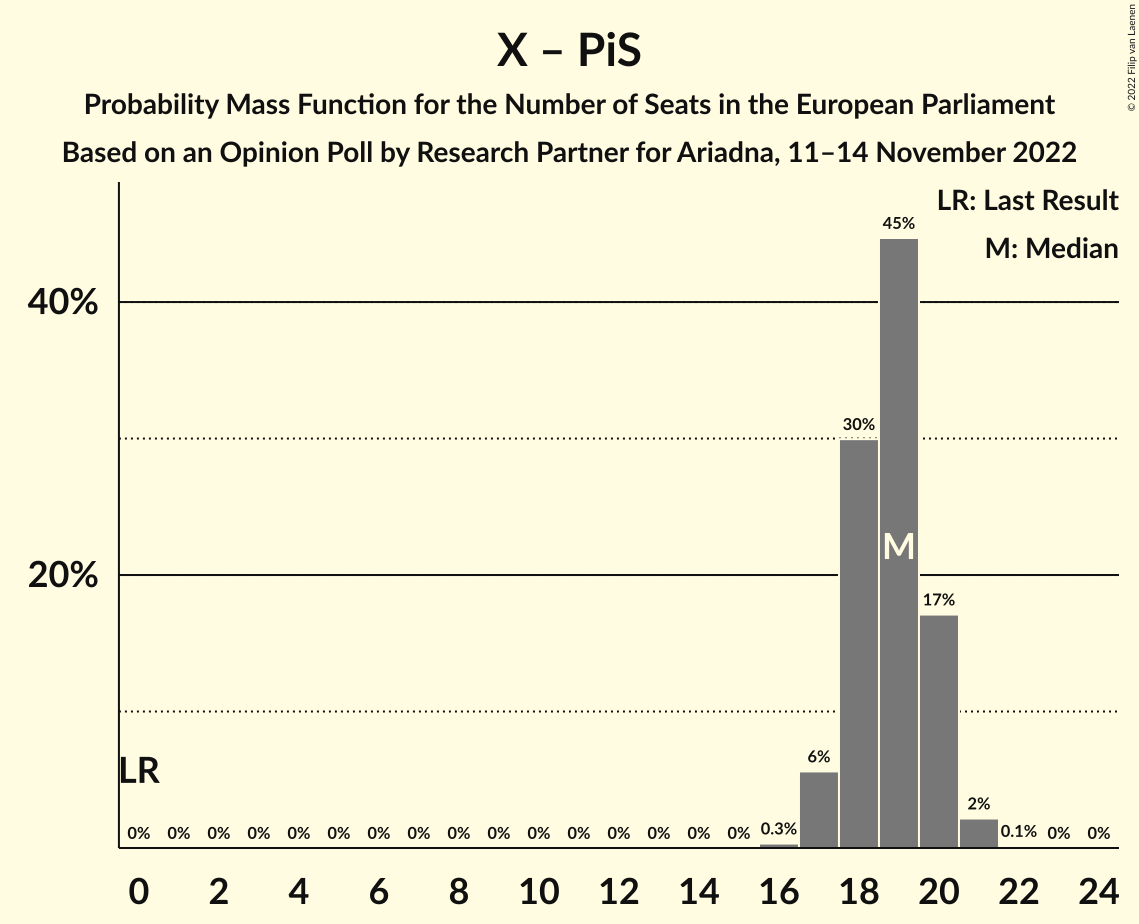 X – PiS
Probability Mass Function for the Number of Seats in the European Parliament
Based on an Opinion Poll by Research Partner for Ariadna, 11–14 November 2022
© 2022 Filip van Laenen
LR: Last Result
M: Median
45%
40%
30%
M
20%
17%
LR
6%
2%
0% 0% 0% 0% 0% 0% 0% 0% 0% 0% 0% 0% 0% 0% 0% 0% 0.3% 0.1% 0% 0%
0 2 4 6 8 10 12 14 16 18 20 22 24